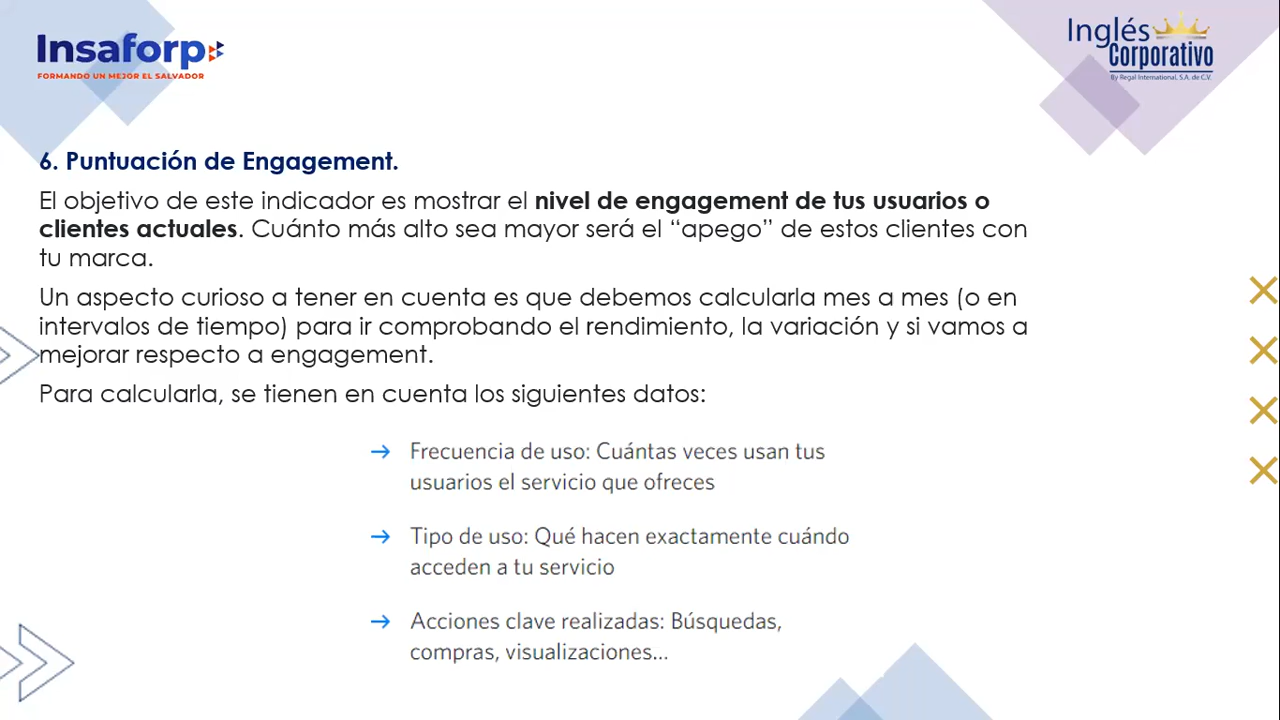 Insaforp
FORMANDO UN MEJOR EL SALVADOR
Inglés
Corporativo
By Regal International, S.A. de C.V.
6. Puntuación de Engagement.
El objetivo de este indicador es mostrar el nivel de engagement de tus usuarios o
clientes actuales. Cuánto más alto sea mayor será el “apego” de estos clientes con
tu marca.
Un aspecto curioso a tener en cuenta es que debemos calcularla mes a mes (o en
intervalos de tiempo) para ir comprobando el rendimiento, la variación y si vamos a
mejorar respecto a engagement.
Para calcularla, se tienen en cuenta los siguientes datos:
→ Frecuencia de uso: Cuántas veces usan tus
usuarios el servicio que ofreces
→ Tipo de uso: Qué hacen exactamente cuándo
acceden a tu servicio
→ Acciones clave realizadas: Búsquedas,
compras, visualizaciones...